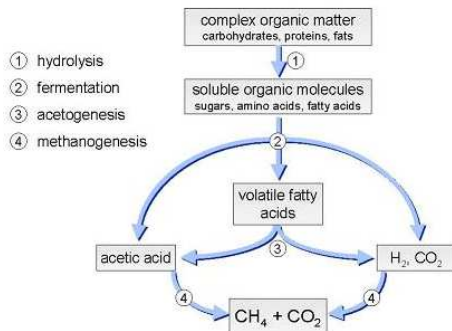 complex organic matter
carbohydrates, proteins, fats
① hydrolysis
① 
② fermentation
soluble organic molecules
sugars, amino acids, fatty acids
③ acetogenesis
④ methanogenesis
②
volatile fatty
acids
acetic acid
③
H₂, CO₂
④
④
CH₄ + CO₂